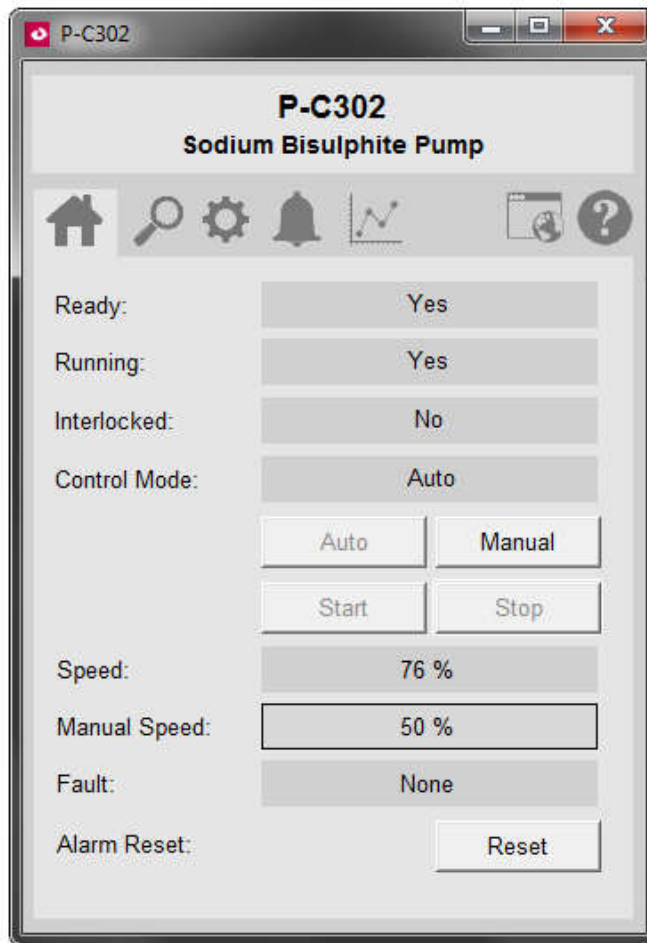 P-C302
P-C302
Sodium Bisulphite Pump
Ready: Yes
Running: Yes
Interlocked: No
Control Mode: Auto
Auto Manual
Start Stop
Speed: 76 %
Manual Speed: 50 %
Fault: None
Alarm Reset: Reset